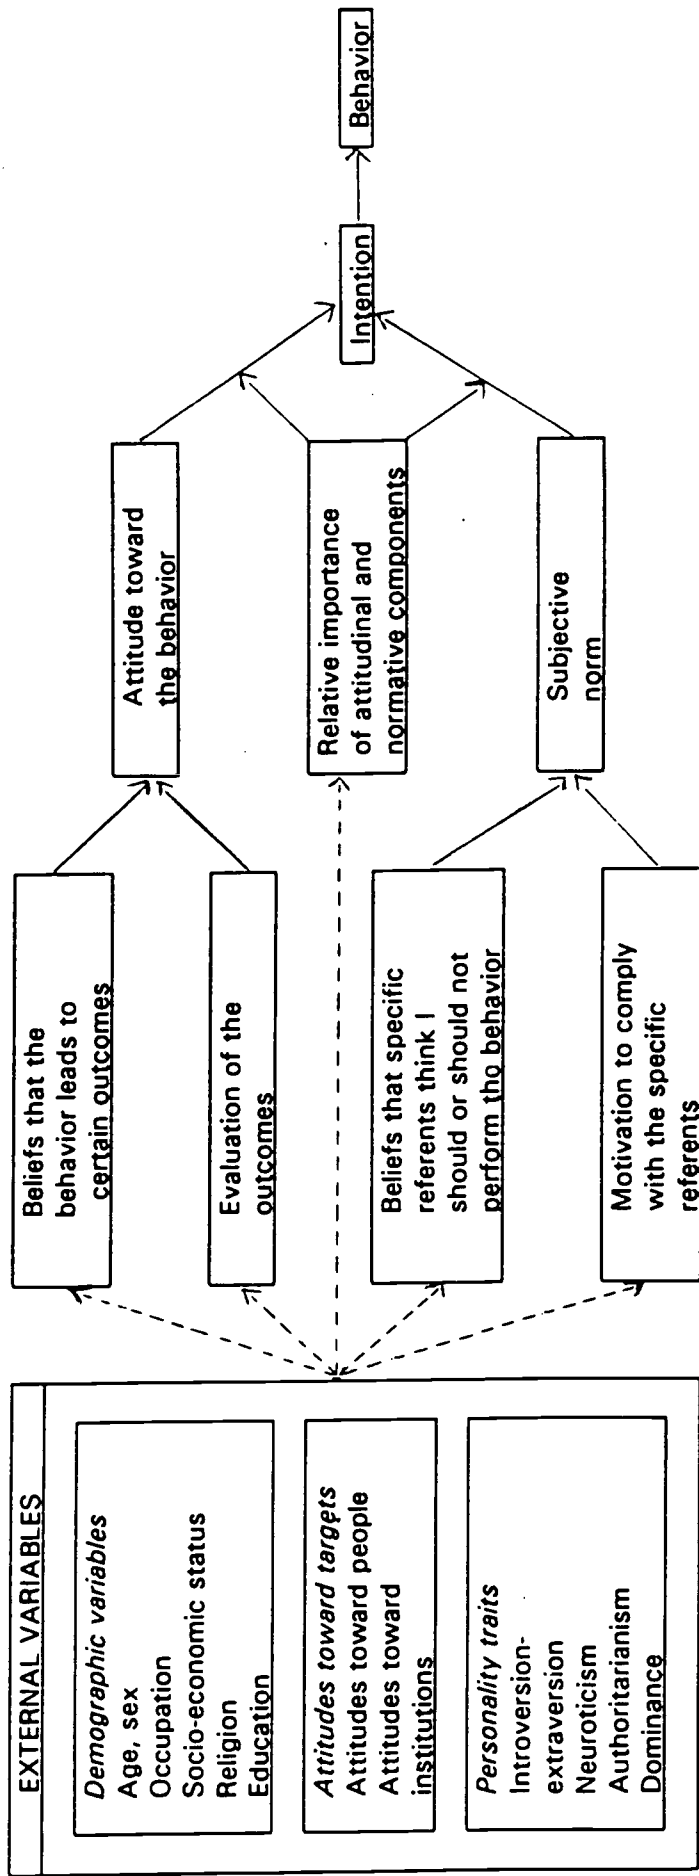 EXTERNAL VARIABLES
Demographic variables
Age, sex
Occupation
Socio-economic status
Religion
Education
Attitudes toward targets
Attitudes toward people
Attitudes toward
institutions
Personality traits
Introversion-
extraversion
Neuroticism
Authoritarianism
Dominance
Beliefs that the
behavior leads to
certain outcomes
Evaluation of the
outcomes
Beliefs that specific
referents think I
should or should not
perform tho behavior
Motivation to comply
with the specific
referents
Attitude toward
the behavior
Relative importance
of attitudinal and
normative components
Subjective
norm
Intention
Behavior